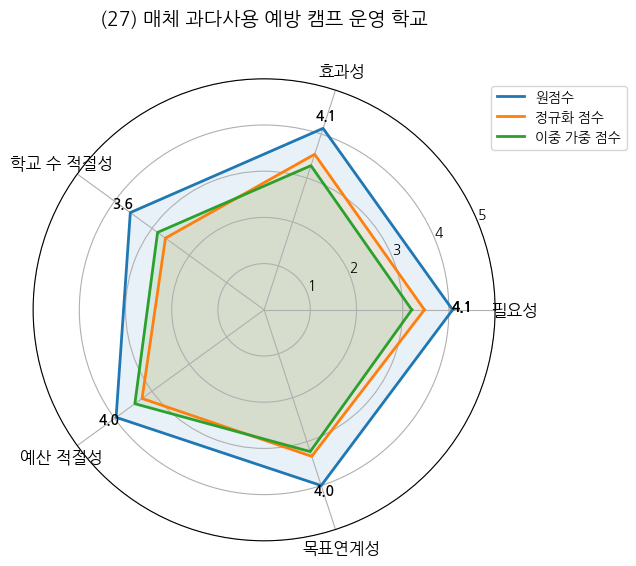 (27) 매체 과다사용 예방 캠프 운영 학교
효과성
4.1
원점수
정규화 점수
이중 가중 점수
학교 수 적절성
3.6
5
4
3
2
1
4.1
필요성
4.0
예산 적절성
4.0
목표연계성